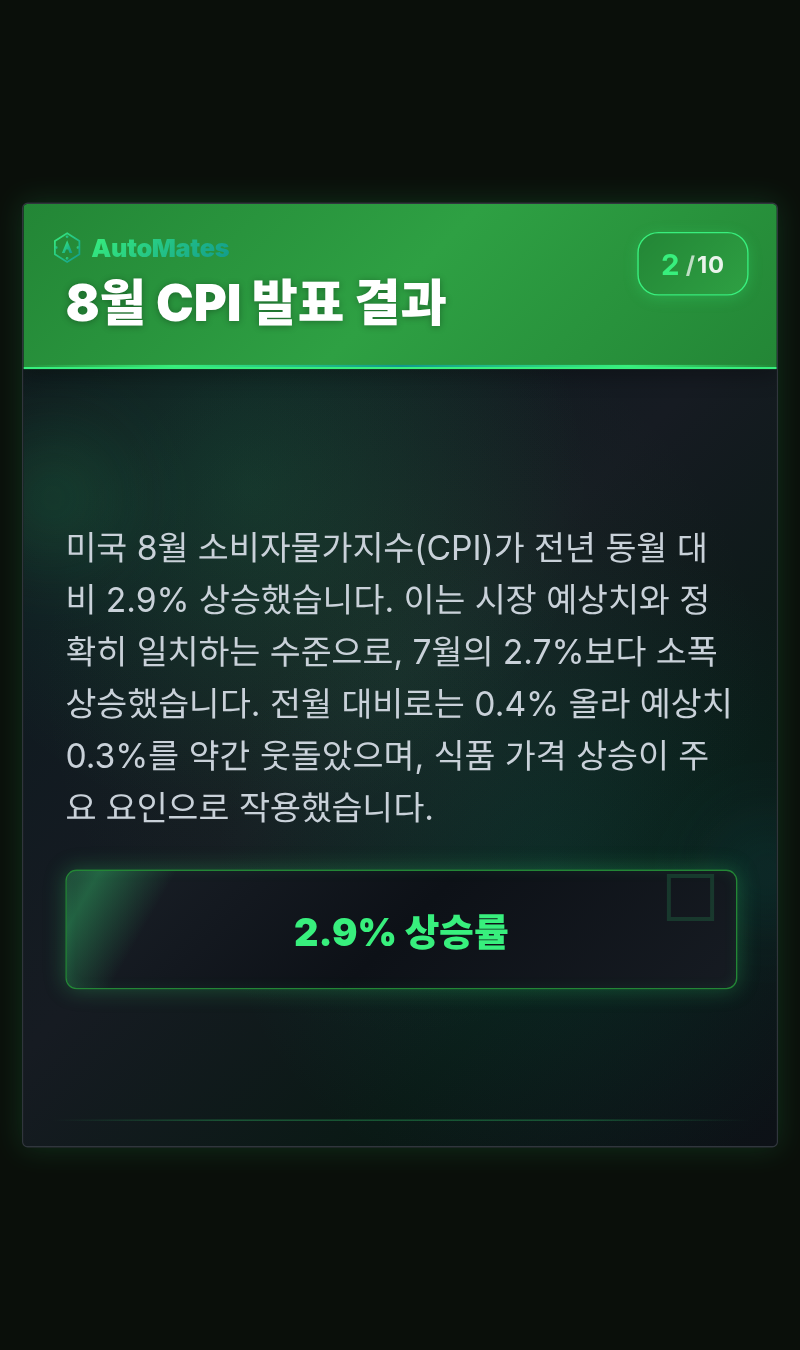 AutoMates
2 /10
8월 CPI 발표 결과
미국 8월 소비자물가지수(CPI)가 전년 동월 대
비 2.9% 상승했습니다. 이는 시장 예상치와 정
확히 일치하는 수준으로, 7월의 2.7%보다 소폭
상승했습니다. 전월 대비로는 0.4% 올라 예상치
0.3%를 약간 웃돌았으며, 식품 가격 상승이 주
요 요인으로 작용했습니다.
2.9% 상승률